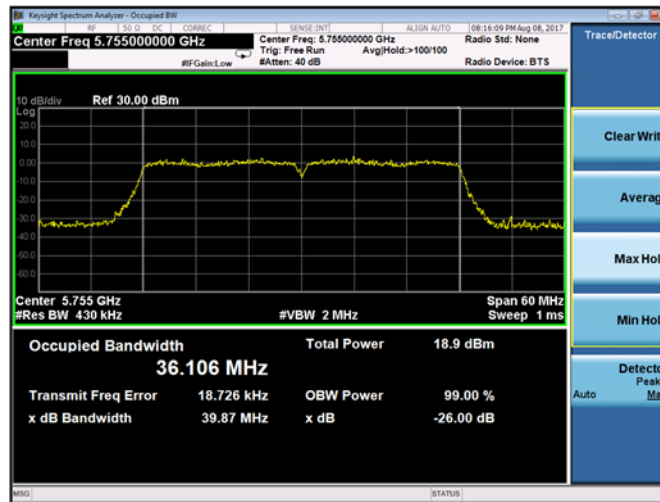 Keysight Spectrum Analyzer - Occupied BW
RF 50 Ω DC CORREC SENSE:INT ALIGN AUTO 08:16:09 PM Aug 08, 2017
Center Freq 5.755000000 GHz
Center Freq: 5.755000000 GHz Radio Std: None
Trig: Free Run Avg|Hold:>100/100
#IFGain:Low #Atten: 40 dB Radio Device: BTS
Trace/Detector
10 dB/div Ref 30.00 dBm
Log
20.0
10.0
0.00
-10.0
-20.0
-30.0
-40.0
-50.0
-60.0
Center 5.755 GHz Span 60 MHz
#Res BW 430 kHz #VBW 2 MHz Sweep 1 ms
Occupied Bandwidth Total Power 18.9 dBm
36.106 MHz
Transmit Freq Error 18.726 kHz OBW Power 99.00 %
x dB Bandwidth 39.87 MHz x dB -26.00 dB
Clear Writ
Averag
Max Hol
Min Hol
Detecto
Peak
Auto Ma
MSG STATUS